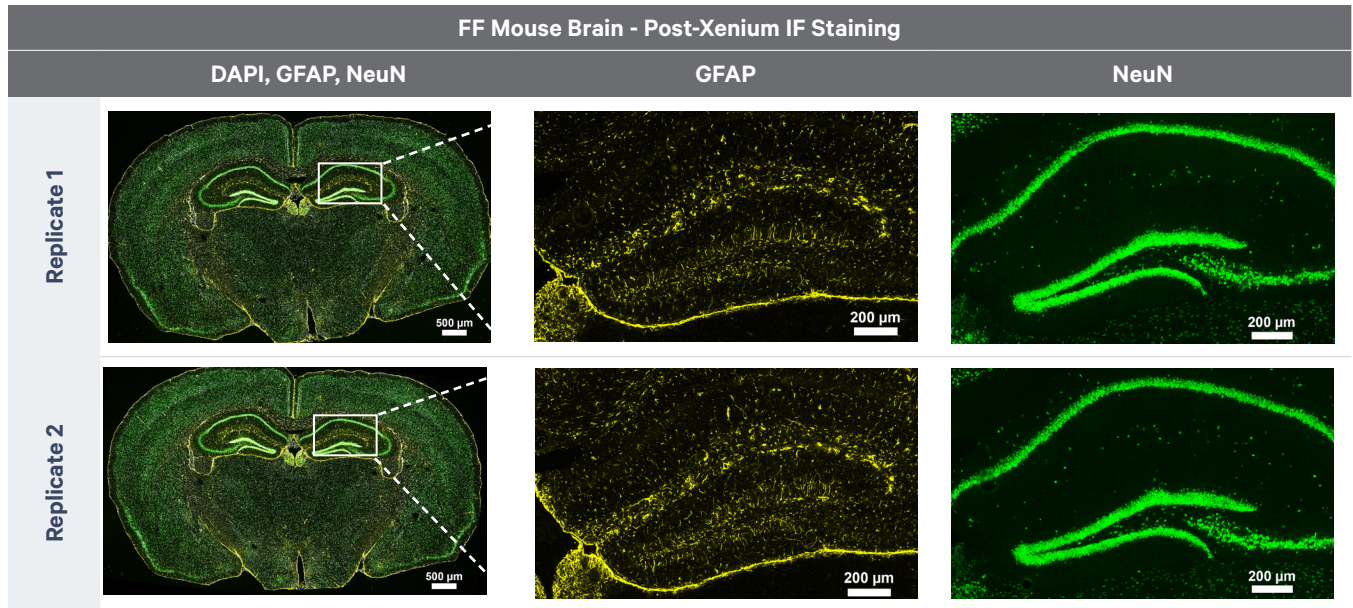 FF Mouse Brain - Post-Xenium IF Staining
DAPI, GFAP, NeuN
GFAP
NeuN
Replicate 1
500 µm
200 µm
200 µm
Replicate 2
500 µm
200 µm
200 µm